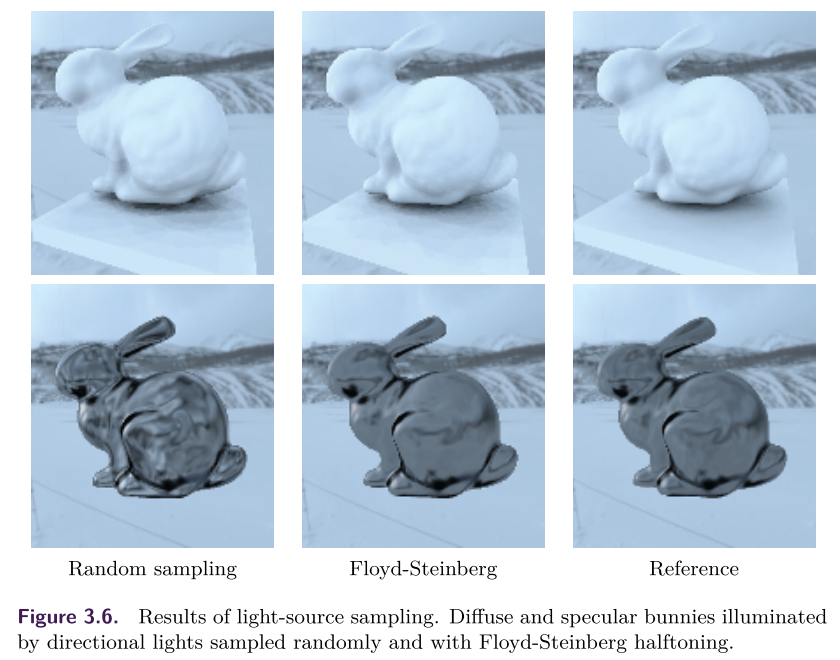 Random sampling Floyd-Steinberg Reference
Figure 3.6. Results of light-source sampling. Diffuse and specular bunnies illuminated
by directional lights sampled randomly and with Floyd-Steinberg halftoning.